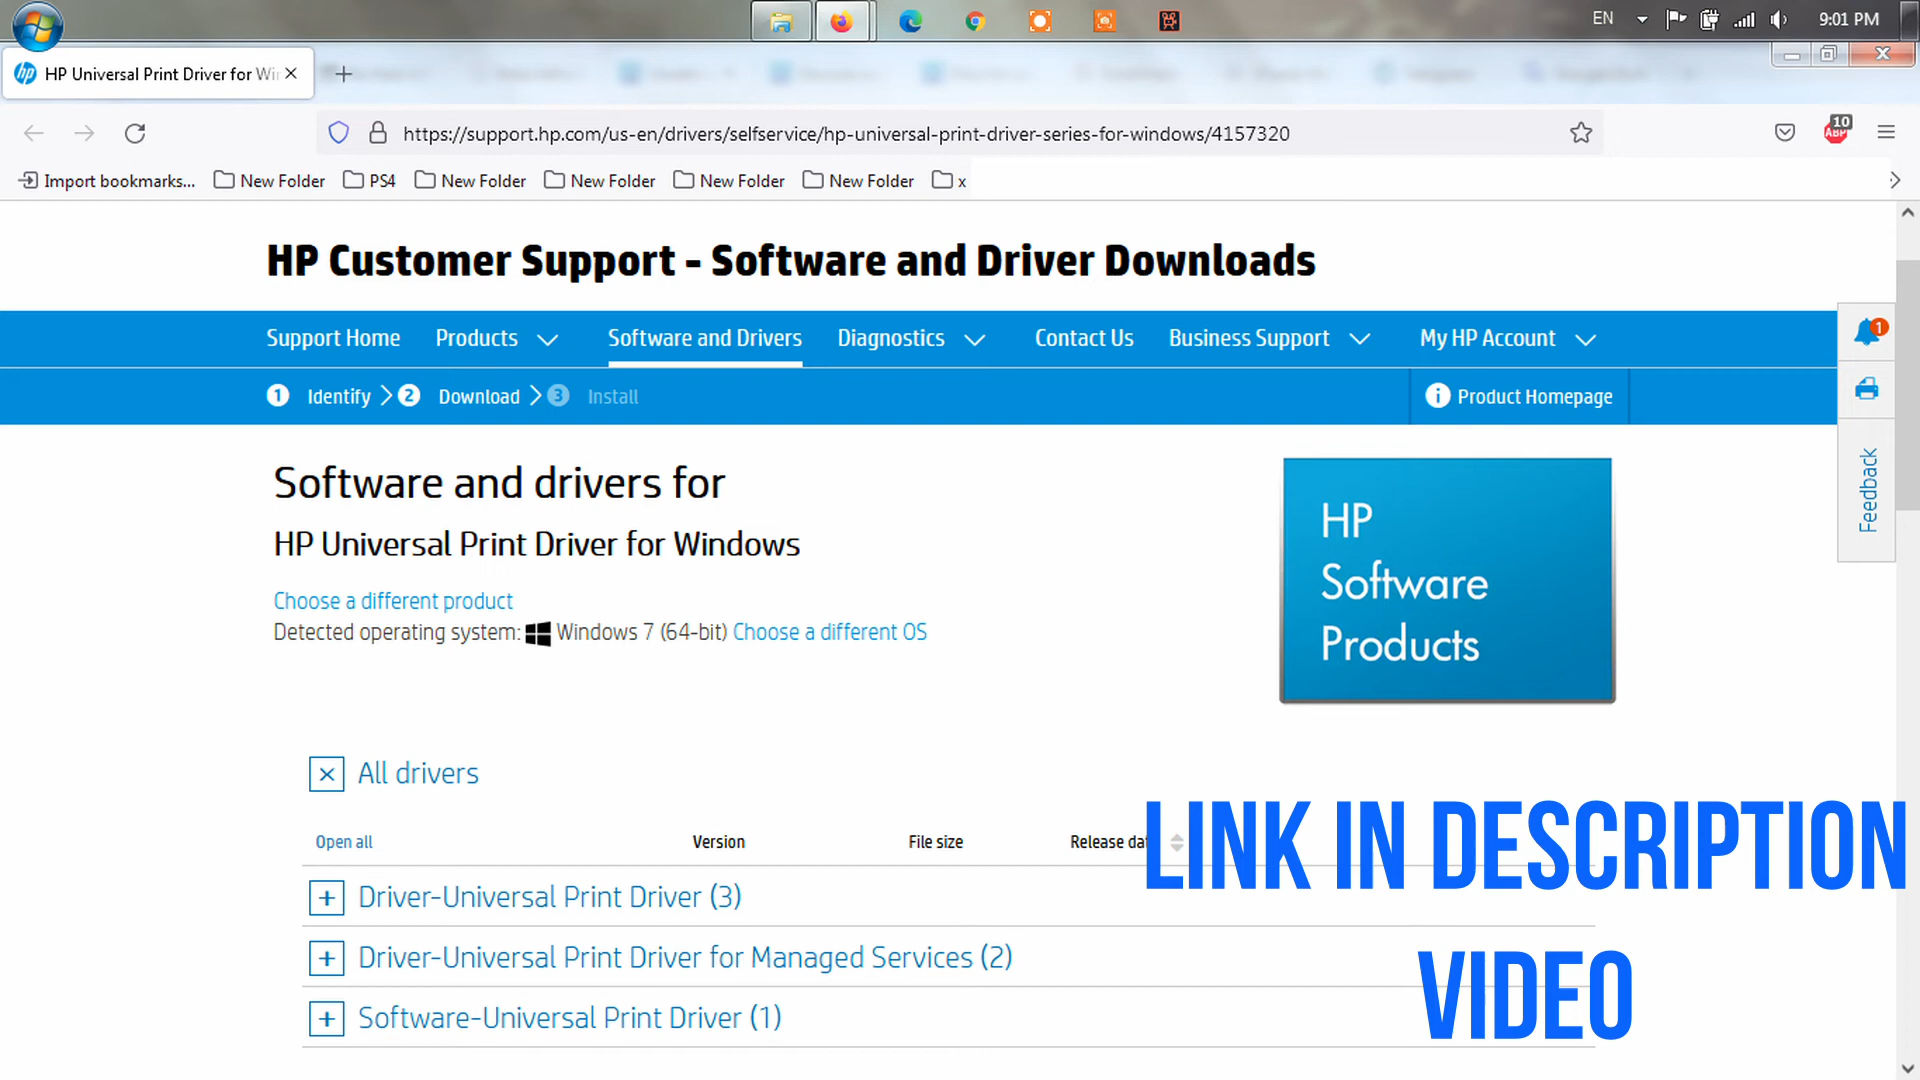 EN
9:01 PM
HP Universal Print Driver for Wi
https://support.hp.com/us-en/drivers/selfservice/hp-universal-print-driver-series-for-windows/4157320
10
ABP
Import bookmarks...
New Folder
PS4
New Folder
New Folder
New Folder
New Folder
x
HP Customer Support - Software and Driver Downloads
Support Home
Products
Software and Drivers
Diagnostics
Contact Us
Business Support
My HP Account
1
1 Identify
2 Download
3 Install
i Product Homepage
Feedback
Software and drivers for
HP Universal Print Driver for Windows
Choose a different product
Detected operating system: Windows 7 (64-bit) Choose a different OS
HP
Software
Products
All drivers
Open all
Version
File size
Release dat
Driver-Universal Print Driver (3)
Driver-Universal Print Driver for Managed Services (2)
Software-Universal Print Driver (1)
LINK IN DESCRIPTION
VIDEO